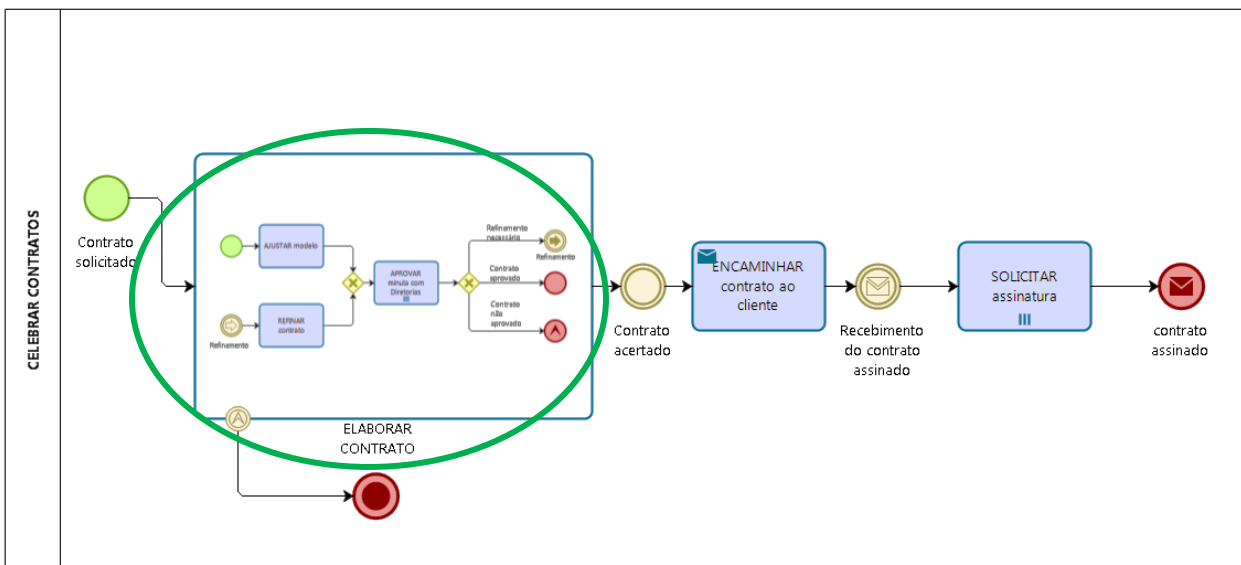 CELEBRAR CONTRATOS
Contrato
solicitado
AJUSTAR modelo
Refinamento
REFINAR
contrato
APROVAR
minuta com
Diretorias
Refinamento
necessário
Refinamento
Contrato
aprovado
Contrato
não
aprovado
ELABORAR
CONTRATO
Contrato
acertado
ENCAMINHAR
contrato ao
cliente
Recebimento
do contrato
assinado
SOLICITAR
assinatura
contrato
assinado